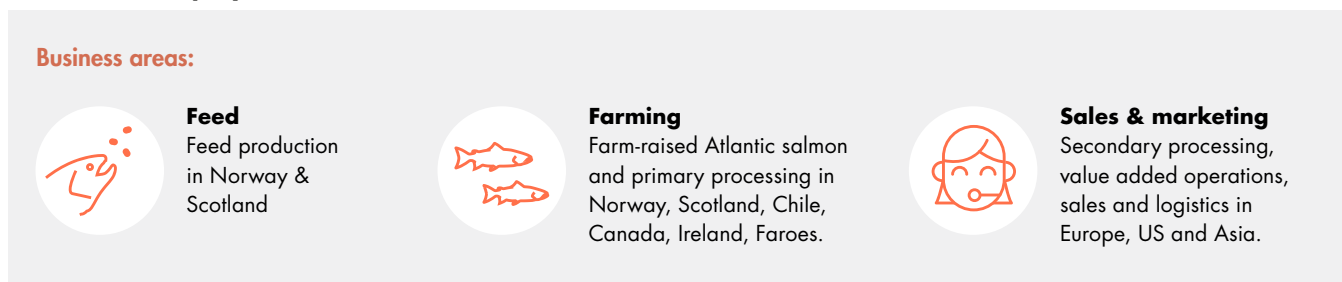 Business areas:
Feed
Feed production
in Norway &
Scotland
Farming
Farm-raised Atlantic salmon
and primary processing in
Norway, Scotland, Chile,
Canada, Ireland, Faroes.
Sales & marketing
Secondary processing,
value added operations,
sales and logistics in
Europe, US and Asia.